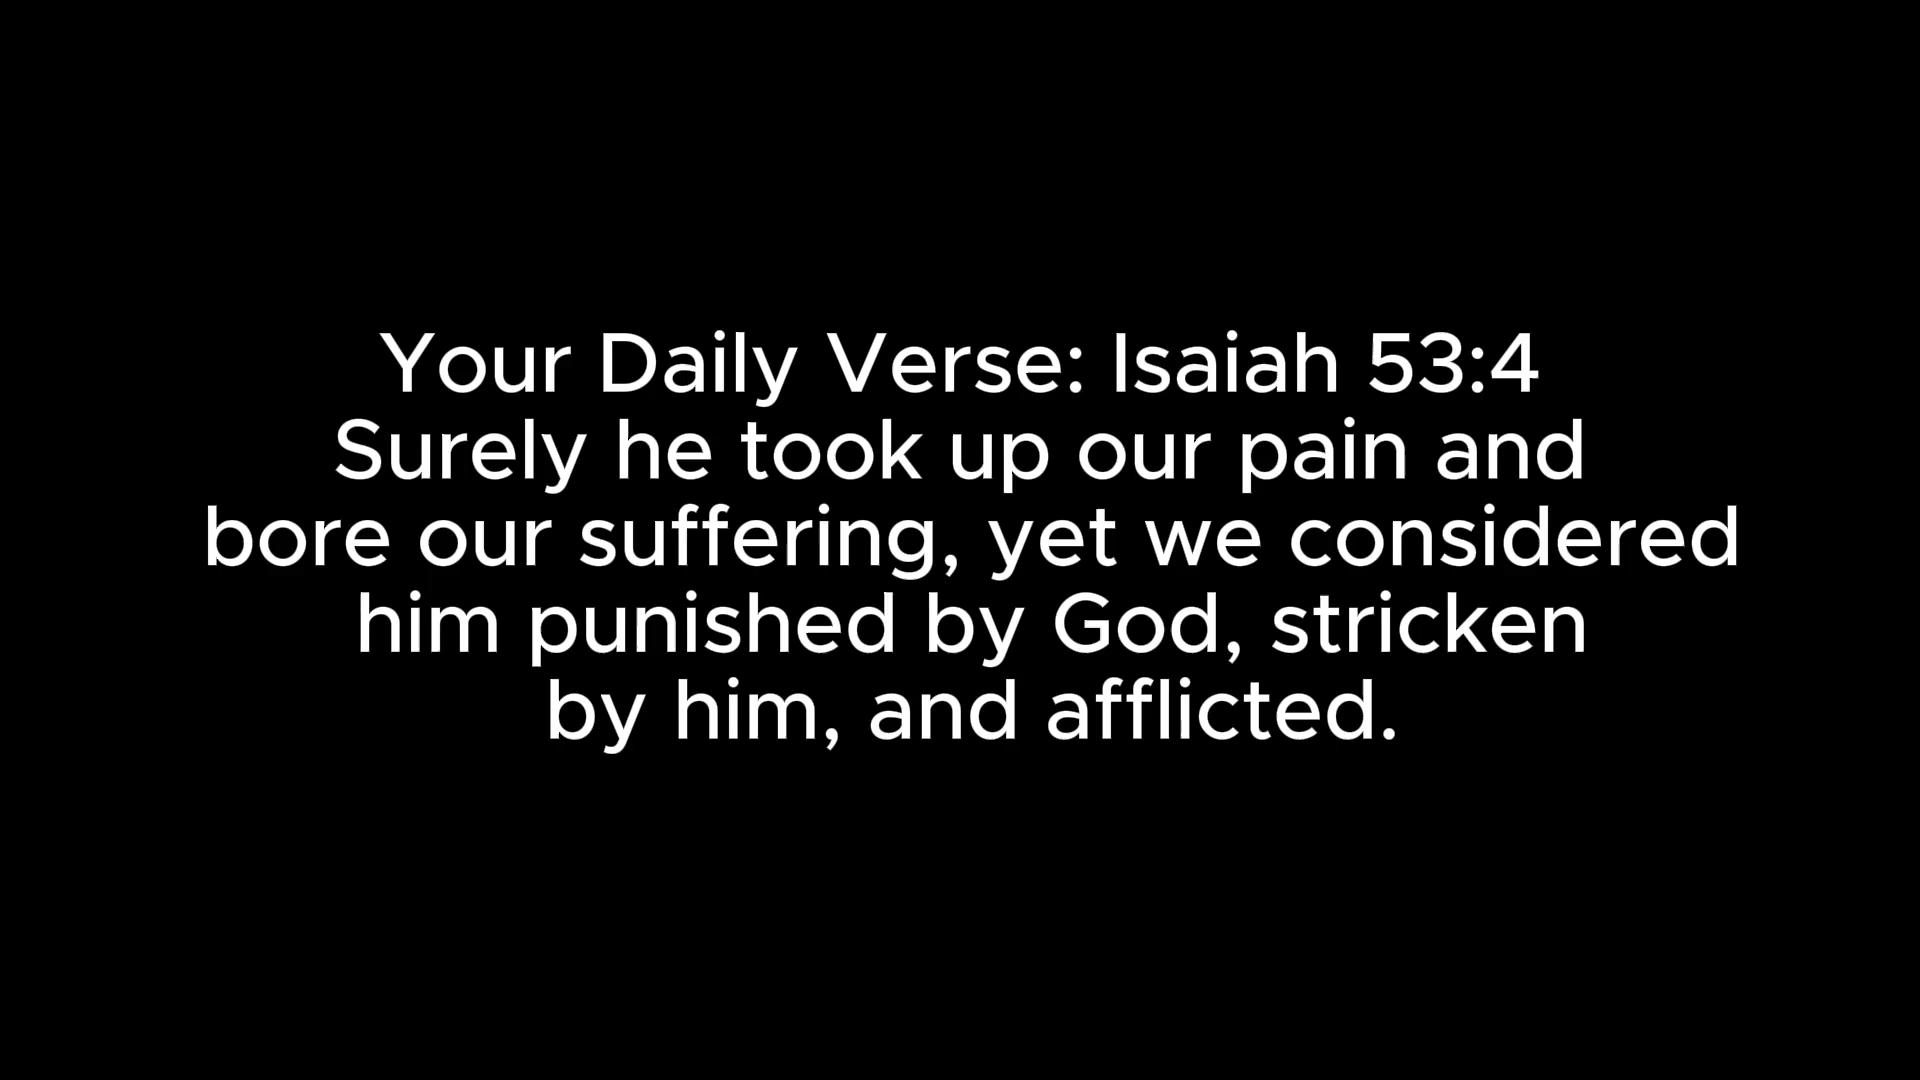 Your Daily Verse: Isaiah 53:4
Surely he took up our pain and
bore our suffering, yet we considered
him punished by God, stricken
by him, and afflicted.